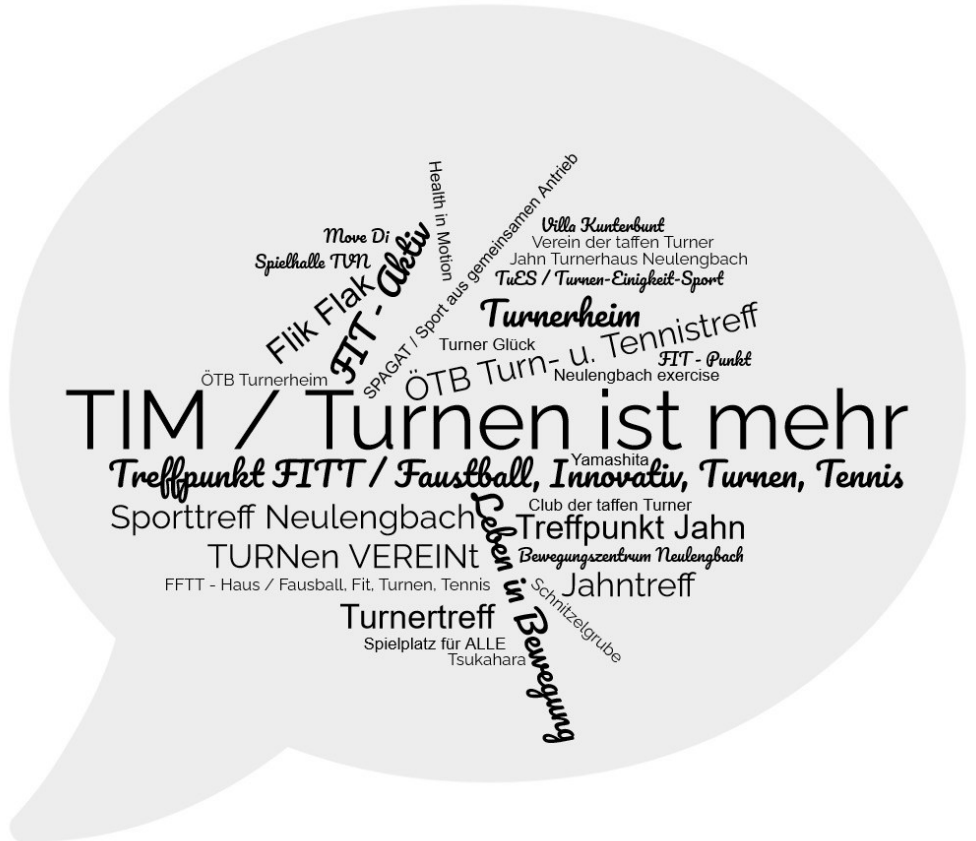 Health in Motion
SPAGAT / Sport aus gemeinsamen Antrieb
Villa Kunterbunt
Move Di
Verein der taffen Turner
Spielhalle TVN
Jahn Turnerhaus Neulengbach
FIT - Aktiv
TuES / Turnen-Einigkeit-Sport
Flik Flak
Turnerheim
Turner Glück
ÖTB Turn- u. Tennistreff
FIT - Punkt
ÖTB Turnerheim
Neulengbach exercise
TIM / Turnen ist mehr
Yamashita
Treffpunkt FITT / Faustball, Innovativ, Turnen, Tennis
Club der taffen Turner
Sporttreff Neulengbach
Leben in Bewegung
Treffpunkt Jahn
TURNen VEREINt
Bewegungszentrum Neulengbach
FFTT - Haus / Fausball, Fit, Turnen, Tennis
Jahntreff
Schnitzelgrube
Turnertreff
Spielplatz für ALLE
Tsukahara